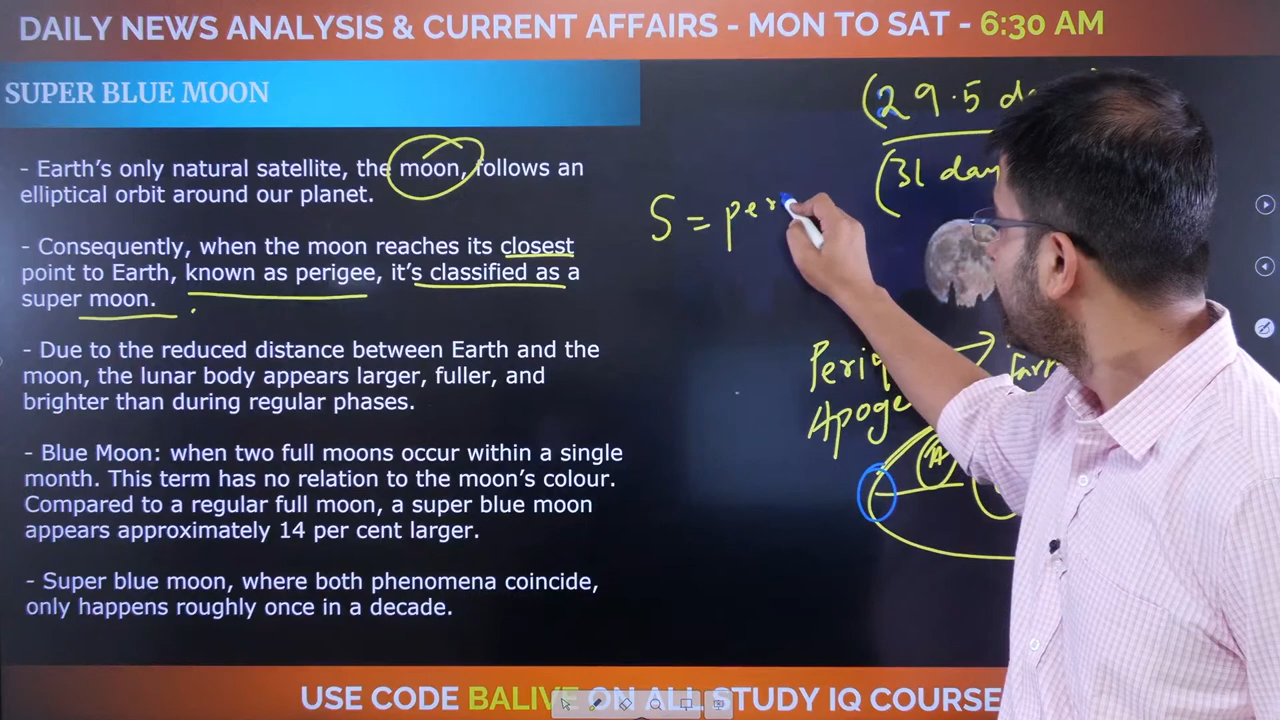 DAILY NEWS ANALYSIS & CURRENT AFFAIRS - MON TO SAT - 6:30 AM
SUPER BLUE MOON
- Earth's only natural satellite, the moon, follows an
elliptical orbit around our planet.
- Consequently, when the moon reaches its closest
point to Earth, known as perigee, it's classified as a
super moon.
- Due to the reduced distance between Earth and the
moon, the lunar body appears larger, fuller, and
brighter than during regular phases.
- Blue Moon: when two full moons occur within a single
month. This term has no relation to the moon's colour.
Compared to a regular full moon, a super blue moon
appears approximately 14 per cent larger.
- Super blue moon, where both phenomena coincide,
only happens roughly once in a decade.
(29.5 da
(31 day
S = per
Perig
Apoge
USE CODE BALIVE ON ALL STUDY IQ COURSE